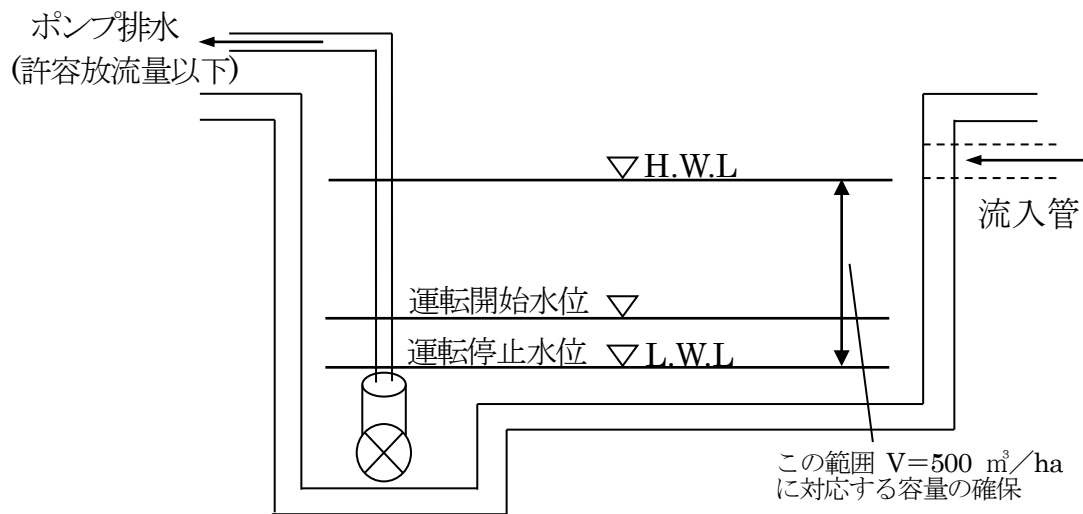 ポンプ排水
(許容放流量以下)
H.W.L
流入管
運転開始水位
運転停止水位
L.W.L
この範囲 V=500 ㎥/ha
に対応する容量の確保